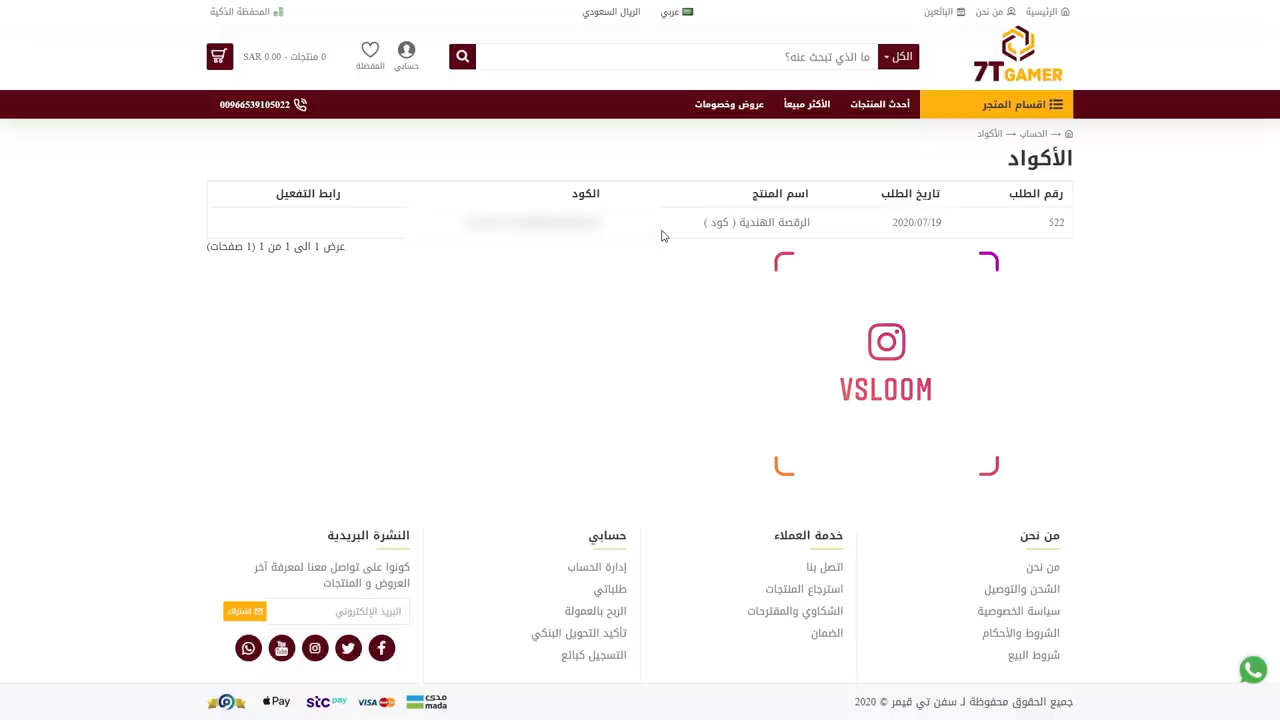 الرئيسية من نحن البائعين عربي الريال السعودي المحفظة الذكية
7TGAMER
الكل ما الذي تبحث عنه؟
حسابي المفضلة 0 منتجات - SAR 0.00
اقسام المتجر أحدث المنتجات الأكثر مبيعاً عروض وخصومات 00966539105022
الحساب الأكواد
الأكواد
رقم الطلب تاريخ الطلب اسم المنتج الكود رابط التفعيل
522 2020/07/19 الرقصة الهندية ( كود )
عرض 1 الى 1 من 1 (1 صفحات)
VSLOOM
من نحن
من نحن
الشحن والتوصيل
سياسة الخصوصية
الشروط والأحكام
شروط البيع
خدمة العملاء
اتصل بنا
استرجاع المنتجات
الشكاوي والمقترحات
الضمان
حسابي
إدارة الحساب
طلباتي
الربح بالعمولة
تأكيد التحويل البنكي
التسجيل كبائع
النشرة البريدية
كونوا على تواصل معنا لمعرفة آخر
العروض و المنتجات
البريد الإلكتروني اشتراك
جميع الحقوق محفوظة لـ سفن تي قيمر © 2020
مدى mada VISA stc pay Apple Pay